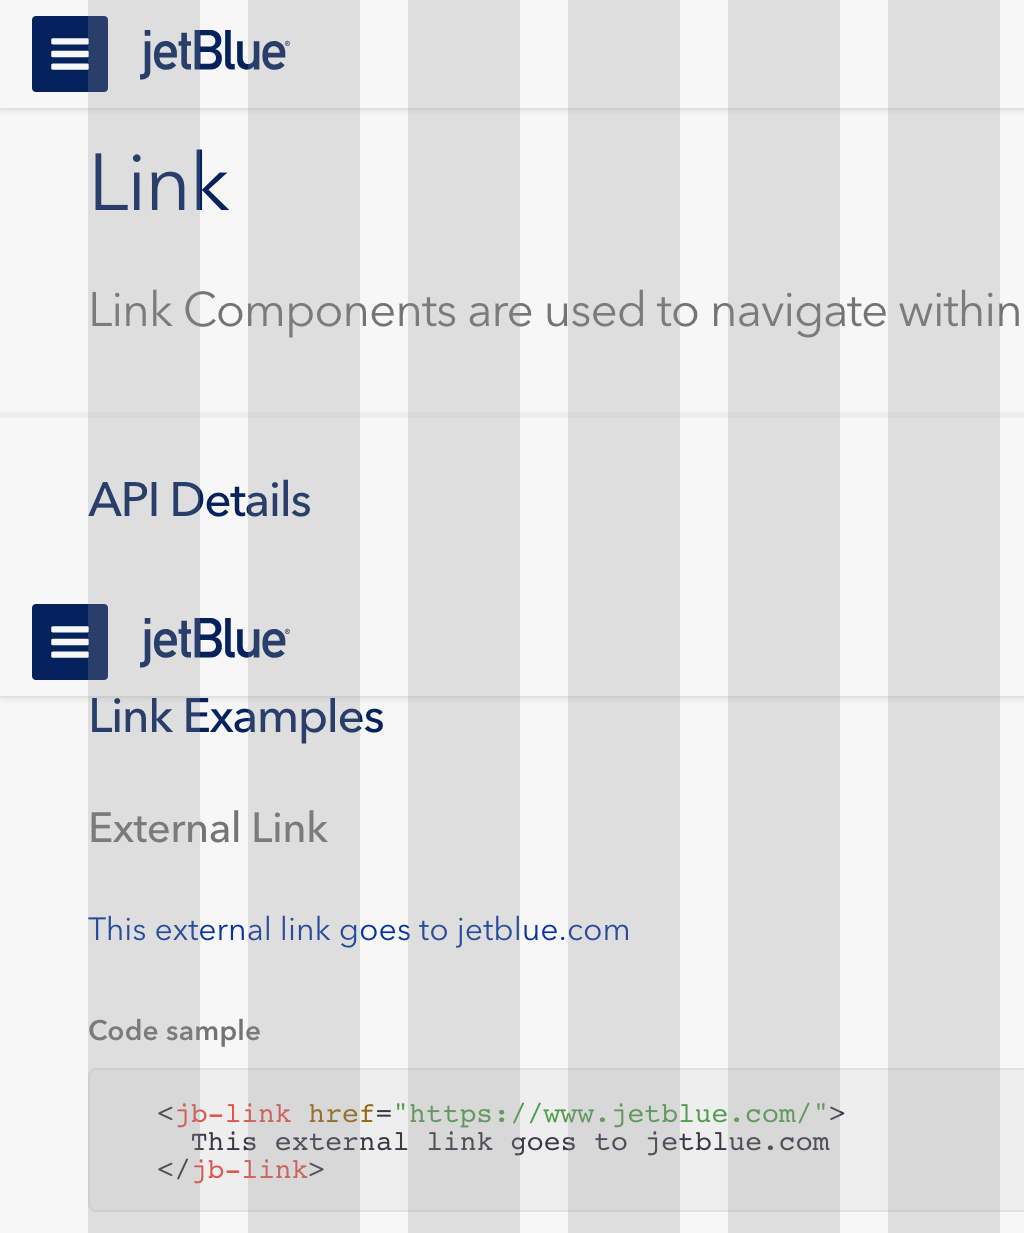 jetBlue®
Link
Link Components are used to navigate within
API Details
jetBlue®
Link Examples
External Link
This external link goes to jetblue.com
Code sample
<jb-link href="https://www.jetblue.com/">
  This external link goes to jetblue.com
</jb-link>